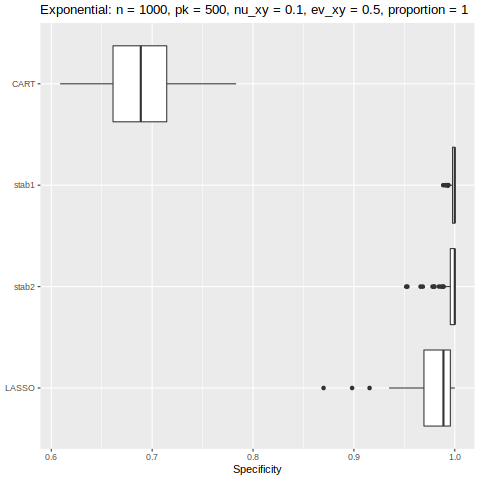 Exponential: n = 1000, pk = 500, nu_xy = 0.1, ev_xy = 0.5, proportion = 1
CART
stab1
stab2
LASSO
0.6 0.7 0.8 0.9 1.0
Specificity